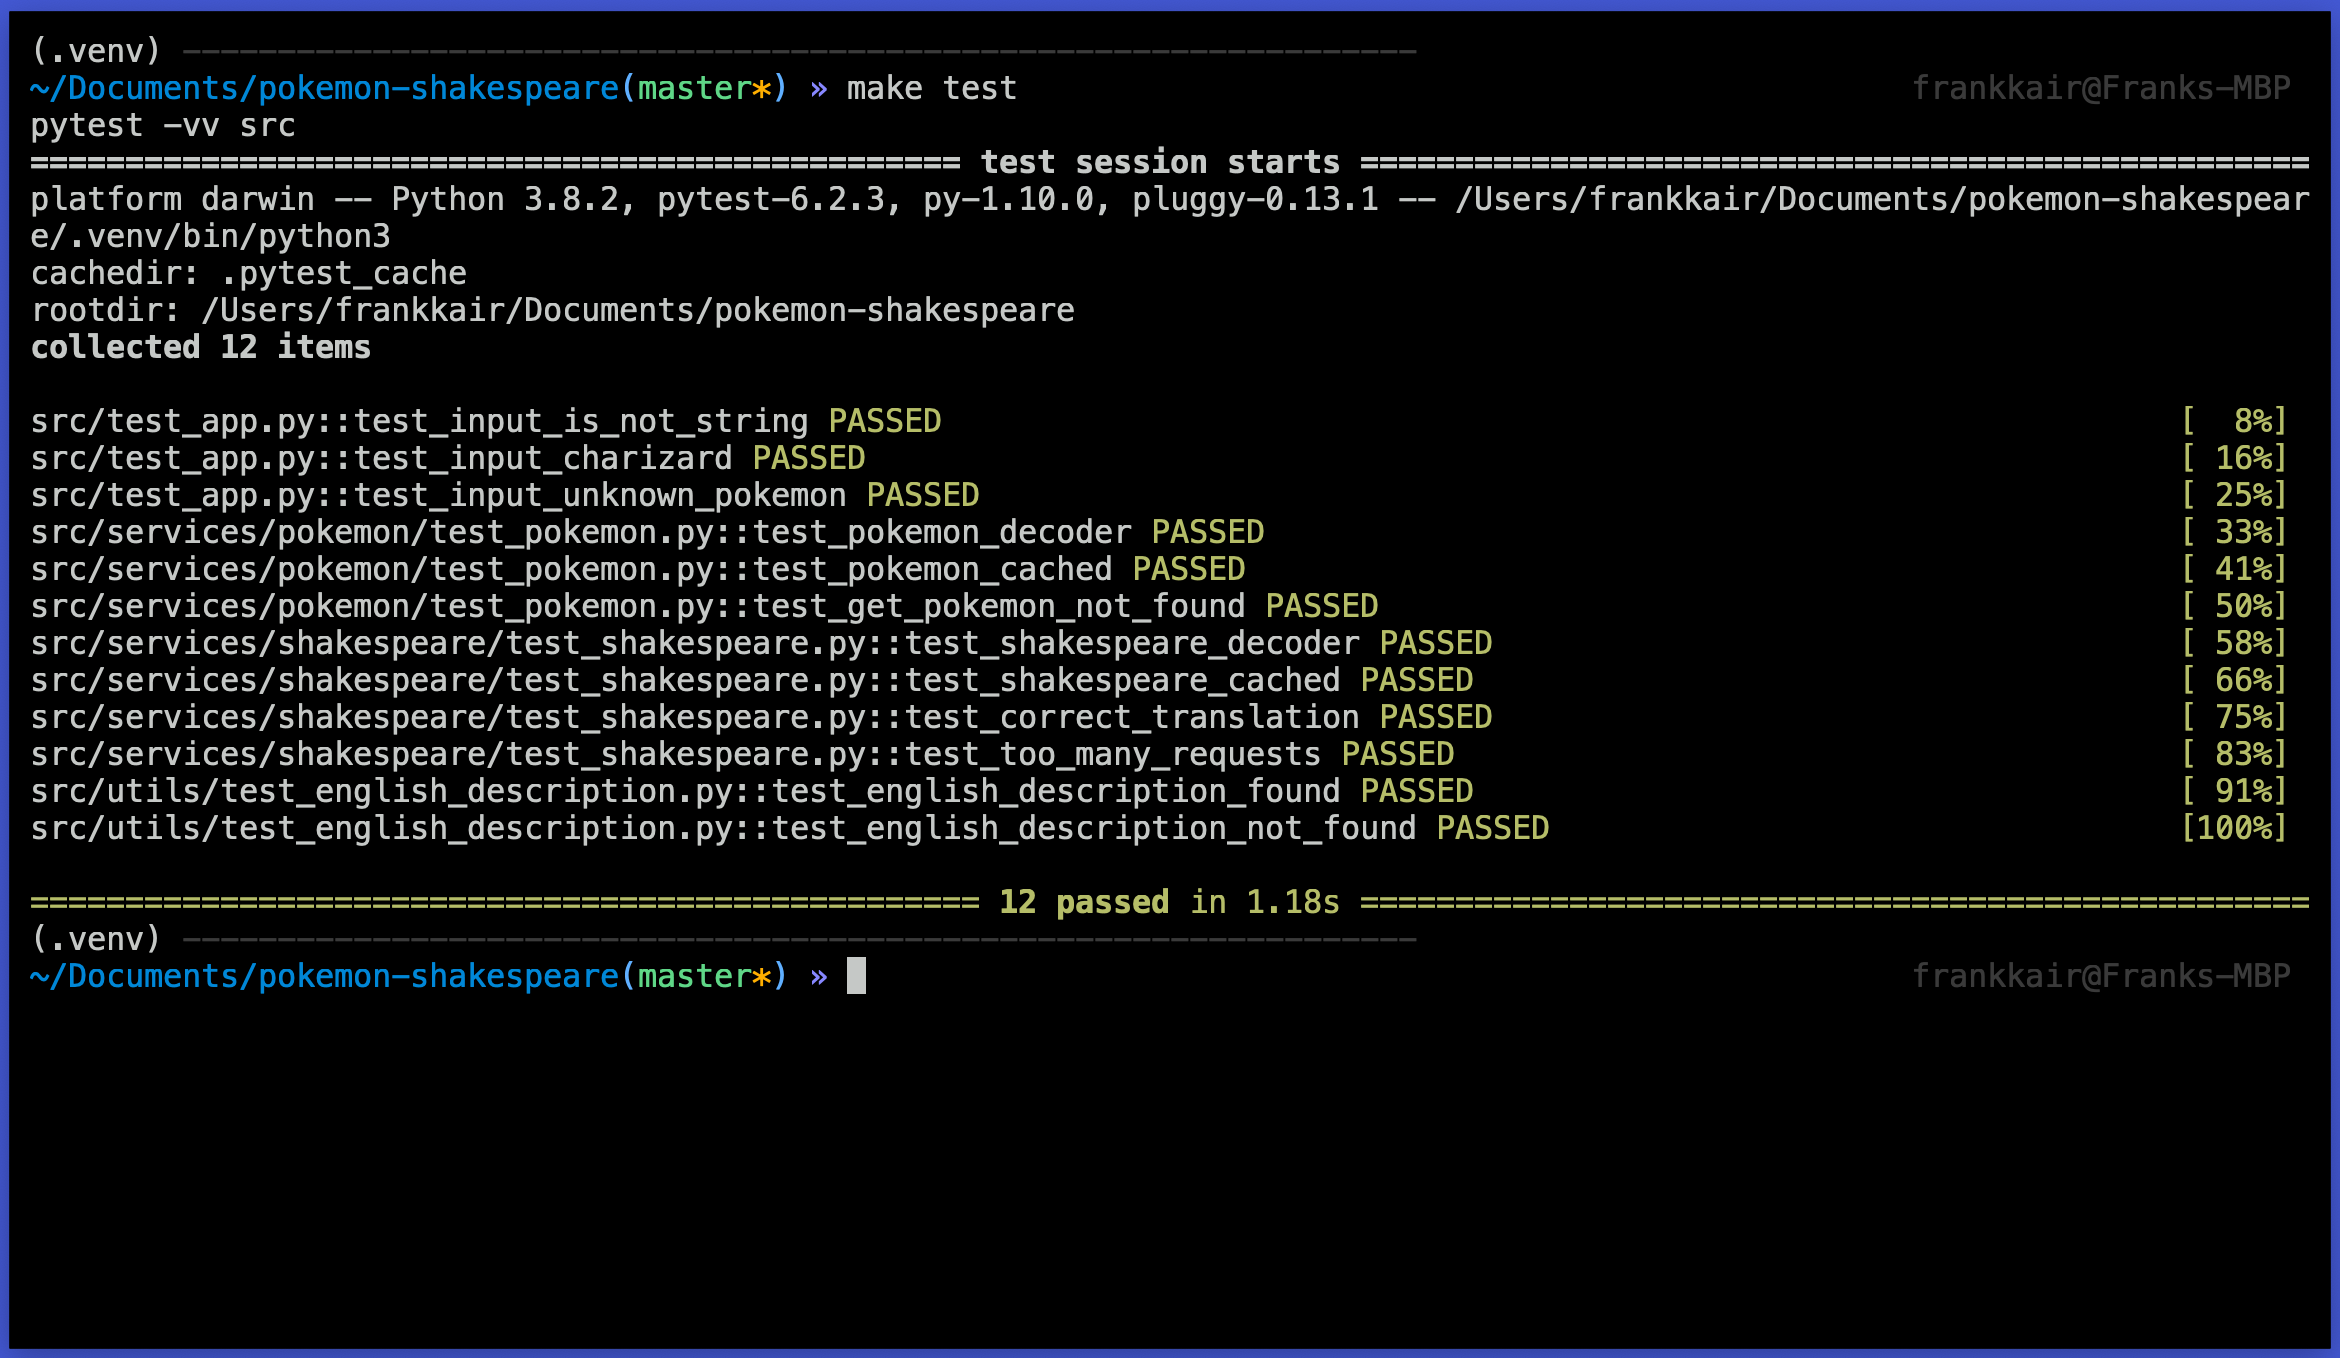 (.venv) -----------------------------------------------------------------
~/Documents/pokemon-shakespeare(master*) » make test frankkair@Franks-MBP
pytest -vv src
================================================= test session starts ==================================================
platform darwin -- Python 3.8.2, pytest-6.2.3, py-1.10.0, pluggy-0.13.1 -- /Users/frankkair/Documents/pokemon-shakespear
e/.venv/bin/python3
cachedir: .pytest_cache
rootdir: /Users/frankkair/Documents/pokemon-shakespeare
collected 12 items
src/test_app.py::test_input_is_not_string PASSED [  8%]
src/test_app.py::test_input_charizard PASSED [ 16%]
src/test_app.py::test_input_unknown_pokemon PASSED [ 25%]
src/services/pokemon/test_pokemon.py::test_pokemon_decoder PASSED [ 33%]
src/services/pokemon/test_pokemon.py::test_pokemon_cached PASSED [ 41%]
src/services/pokemon/test_pokemon.py::test_get_pokemon_not_found PASSED [ 50%]
src/services/shakespeare/test_shakespeare.py::test_shakespeare_decoder PASSED [ 58%]
src/services/shakespeare/test_shakespeare.py::test_shakespeare_cached PASSED [ 66%]
src/services/shakespeare/test_shakespeare.py::test_correct_translation PASSED [ 75%]
src/services/shakespeare/test_shakespeare.py::test_too_many_requests PASSED [ 83%]
src/utils/test_english_description.py::test_english_description_found PASSED [ 91%]
src/utils/test_english_description.py::test_english_description_not_found PASSED [100%]
================================================== 12 passed in 1.18s ==================================================
(.venv) -----------------------------------------------------------------
~/Documents/pokemon-shakespeare(master*) » frankkair@Franks-MBP